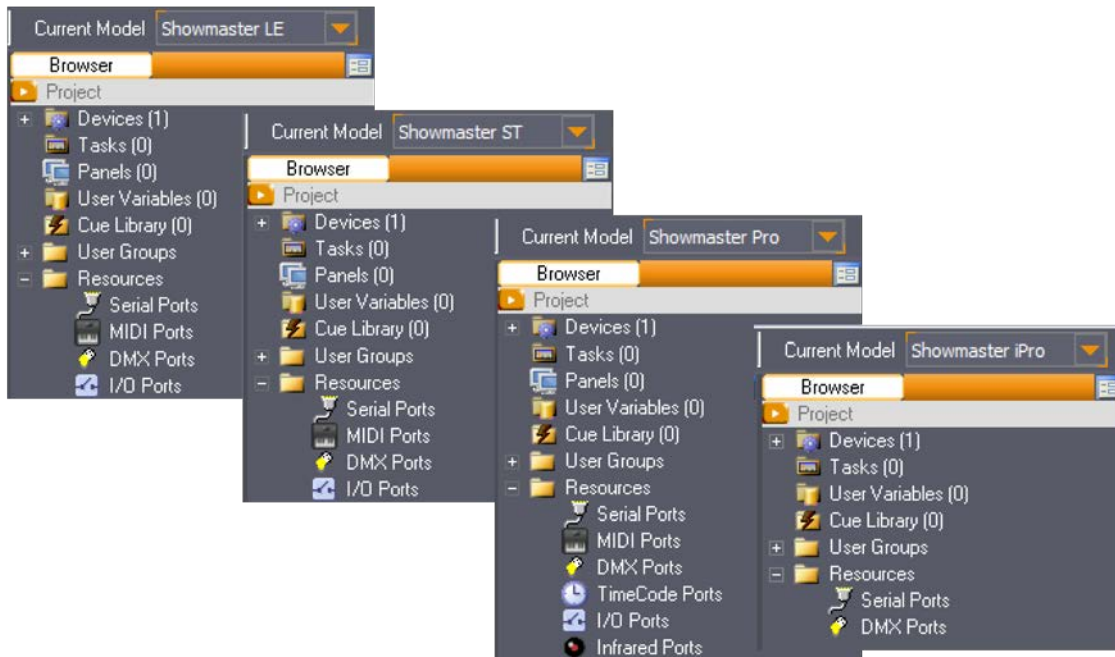 Current Model Showmaster LE
Browser
Project
Devices (1)
Tasks (0)
Panels (0)
User Variables (0)
Cue Library (0)
User Groups
Resources
Serial Ports
MIDI Ports
DMX Ports
I/O Ports
Current Model Showmaster ST
Browser
Project
Devices (1)
Tasks (0)
Panels (0)
User Variables (0)
Cue Library (0)
User Groups
Resources
Serial Ports
MIDI Ports
DMX Ports
I/O Ports
Current Model Showmaster Pro
Browser
Project
Devices (1)
Tasks (0)
Panels (0)
User Variables (0)
Cue Library (0)
User Groups
Resources
Serial Ports
MIDI Ports
DMX Ports
TimeCode Ports
I/O Ports
Infrared Ports
Current Model Showmaster iPro
Browser
Project
Devices (1)
Tasks (0)
User Variables (0)
Cue Library (0)
User Groups
Resources
Serial Ports
DMX Ports